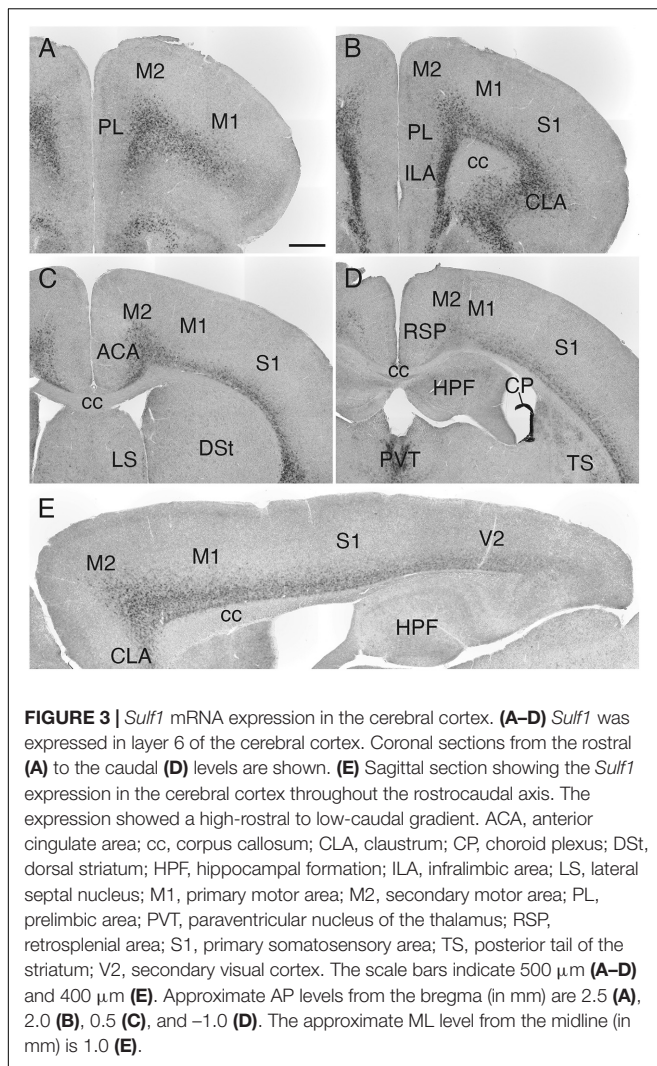 A
M2
M1
PL
B
M2
M1
S1
PL
cc
ILA
CLA
C
M2
M1
ACA
S1
cc
LS
DSt
D
M2
M1
RSP
S1
cc
HPF
CP
PVT
TS
E
M2
M1
S1
V2
cc
HPF
CLA
FIGURE 3 | Sulf1 mRNA expression in the cerebral cortex. (A–D) Sulf1 was
expressed in layer 6 of the cerebral cortex. Coronal sections from the rostral
(A) to the caudal (D) levels are shown. (E) Sagittal section showing the Sulf1
expression in the cerebral cortex throughout the rostrocaudal axis. The
expression showed a high-rostral to low-caudal gradient. ACA, anterior
cingulate area; cc, corpus callosum; CLA, claustrum; CP, choroid plexus; DSt,
dorsal striatum; HPF, hippocampal formation; ILA, infralimbic area; LS, lateral
septal nucleus; M1, primary motor area; M2, secondary motor area; PL,
prelimbic area; PVT, paraventricular nucleus of the thalamus; RSP,
retrosplenial area; S1, primary somatosensory area; TS, posterior tail of the
striatum; V2, secondary visual cortex. The scale bars indicate 500 μm (A–D)
and 400 μm (E). Approximate AP levels from the bregma (in mm) are 2.5 (A),
2.0 (B), 0.5 (C), and –1.0 (D). The approximate ML level from the midline (in
mm) is 1.0 (E).